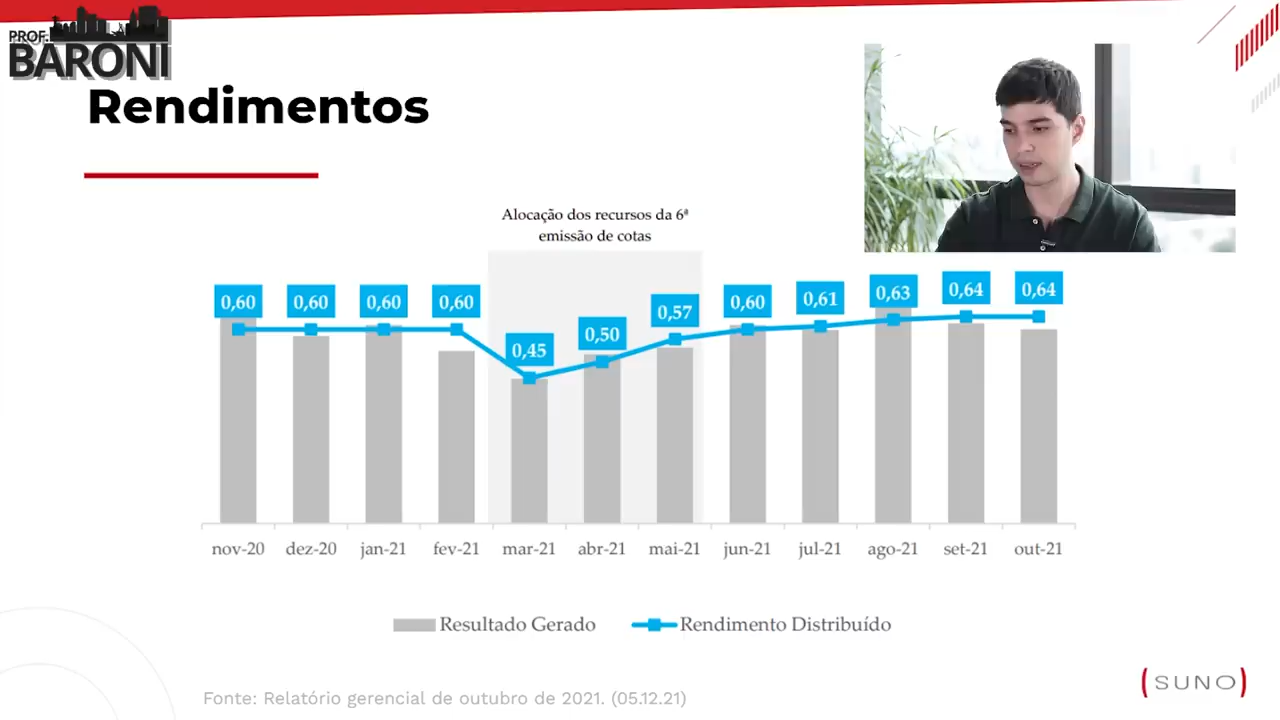 PROF.
BARONI
Rendimentos
Alocação dos recursos da 6ª
emissão de cotas
0,60
0,60
0,60
0,60
0,45
0,50
0,57
0,60
0,61
0,63
0,64
0,64
nov-20
dez-20
jan-21
fev-21
mar-21
abr-21
mai-21
jun-21
jul-21
ago-21
set-21
out-21
Resultado Gerado
Rendimento Distribuído
Fonte: Relatório gerencial de outubro de 2021. (05.12.21)
(SUNO)